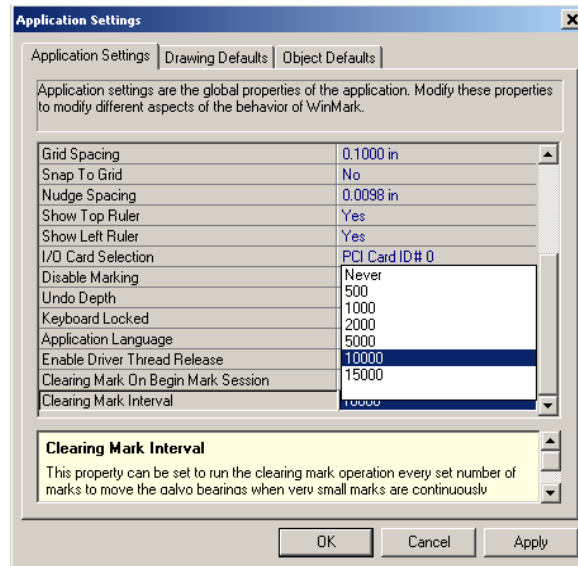 Application Settings
Application Settings Drawing Defaults Object Defaults
Application settings are the global properties of the application. Modify these properties
to modify different aspects of the behavior of WinMark.
Grid Spacing 0.1000 in
Snap To Grid No
Nudge Spacing 0.0098 in
Show Top Ruler Yes
Show Left Ruler Yes
I/O Card Selection PCI Card ID# 0
Disable Marking
Undo Depth
Keyboard Locked
Application Language
Enable Driver Thread Release
Clearing Mark On Begin Mark Session
Clearing Mark Interval 10000
Never
500
1000
2000
5000
10000
15000
Clearing Mark Interval
This property can be set to run the clearing mark operation every set number of
marks to move the galvo bearings when very small marks are continuously
OK Cancel Apply